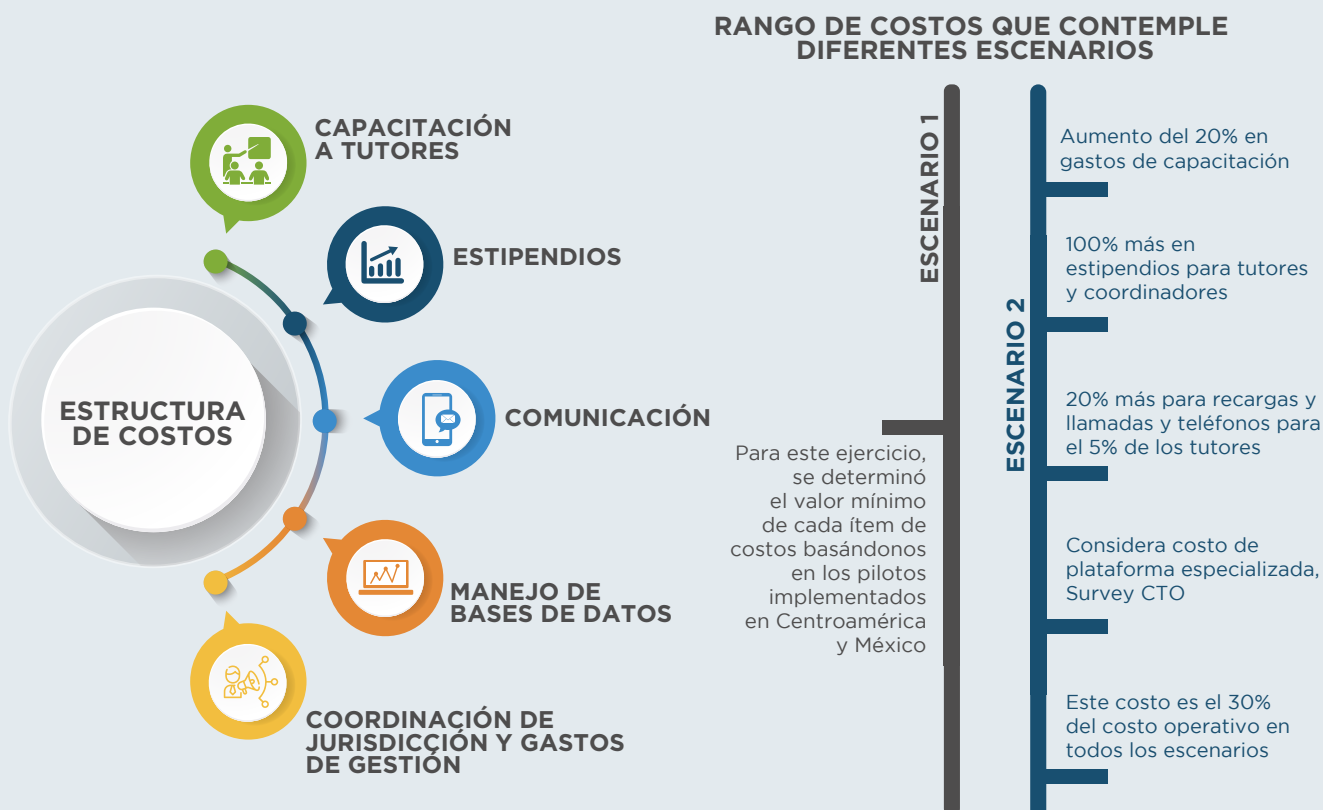 RANGO DE COSTOS QUE CONTEMPLE
DIFERENTES ESCENARIOS
ESTRUCTURA
DE COSTOS
CAPACITACIÓN
A TUTORES
ESTIPENDIOS
COMUNICACIÓN
MANEJO DE
BASES DE DATOS
COORDINACIÓN DE
JURISDICCIÓN Y GASTOS
DE GESTIÓN
ESCENARIO 1
Para este ejercicio,
se determinó
el valor mínimo
de cada ítem de
costos basándonos
en los pilotos
implementados
en Centroamérica
y México
ESCENARIO 2
Aumento del 20% en
gastos de capacitación
100% más en
estipendios para tutores
y coordinadores
20% más para recargas y
llamadas y teléfonos para
el 5% de los tutores
Considera costo de
plataforma especializada,
Survey CTO
Este costo es el 30%
del costo operativo en
todos los escenarios